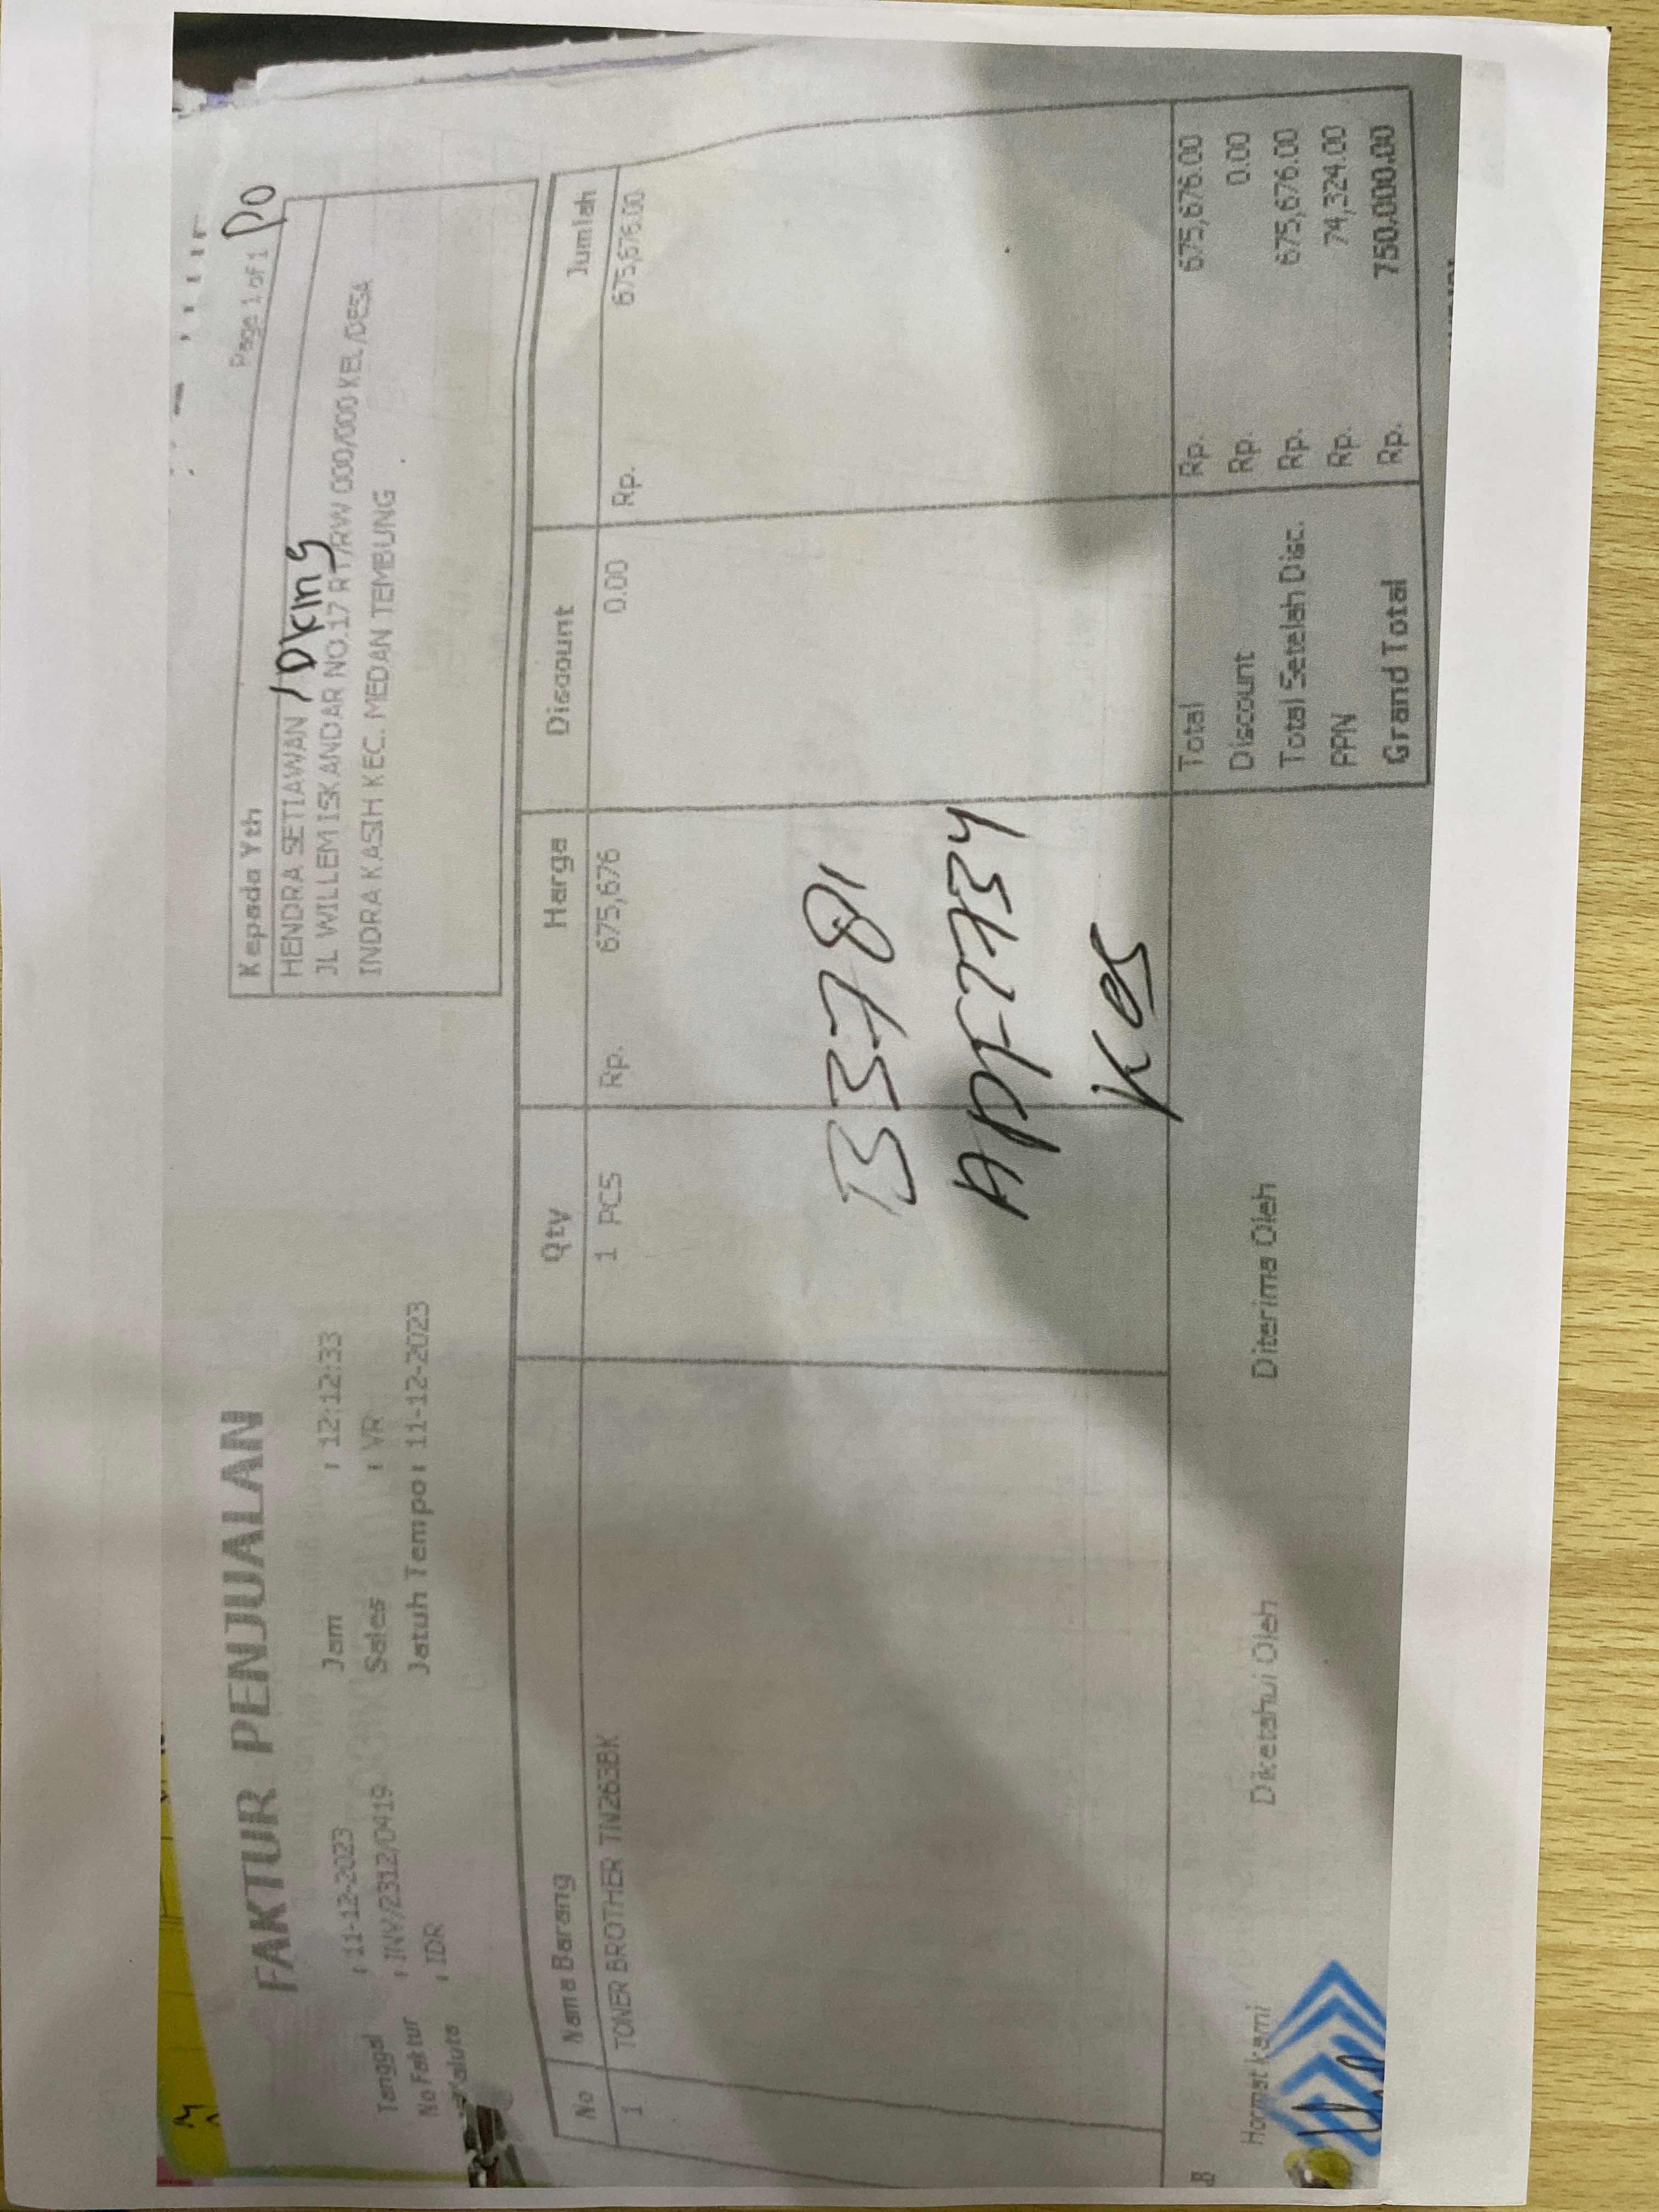 Page 1 of 1 PO
FAKTUR PENJUALAN
Kepada Yth
HENDRA SETIAWAN / DKmg
JL WILLEM ISKANDAR NO.17 RT/RW 000/000 KEL/DESA
INDRA KASIH KEC. MEDAN TEMBUNG
Tanggal : 11-12-2023 Jam : 12:12:33
No Faktur : INV/2312/0419 Sales : VR
Valuta : IDR Jatuh Tempo : 11-12-2023
No Nama Barang Qty Harga Discount Jumlah
1 TONER BROTHER TN263BK 1 PCS Rp. 675,676 0.00 Rp. 675,676.00
Kes
Total Rp. 675,676.00
Discount Rp. 0.00
Total Setelah Disc. Rp. 675,676.00
PPN Rp. 74,324.00
Grand Total Rp. 750.000.00
Hormat kami Diketahui Oleh Diterima Oleh